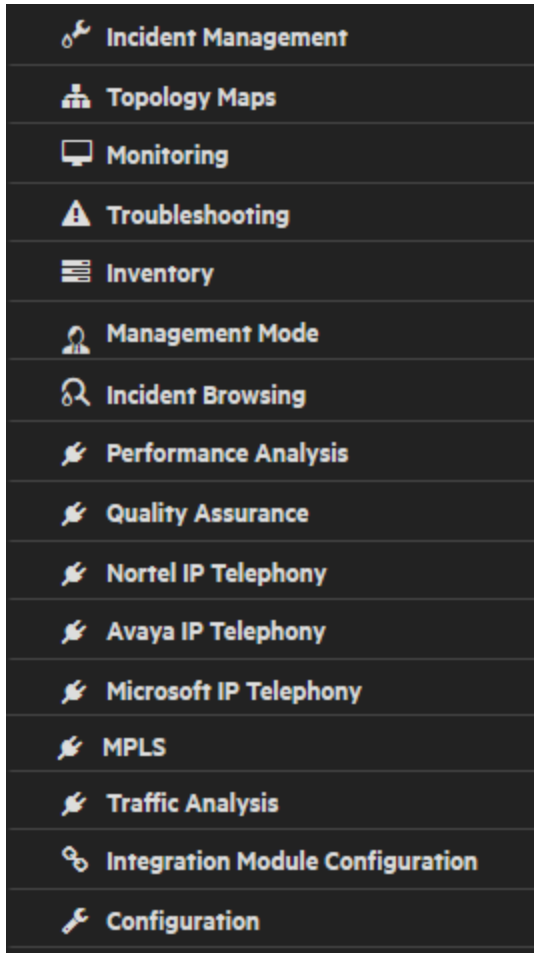 Incident Management
Topology Maps
Monitoring
Troubleshooting
Inventory
Management Mode
Incident Browsing
Performance Analysis
Quality Assurance
Nortel IP Telephony
Avaya IP Telephony
Microsoft IP Telephony
MPLS
Traffic Analysis
Integration Module Configuration
Configuration